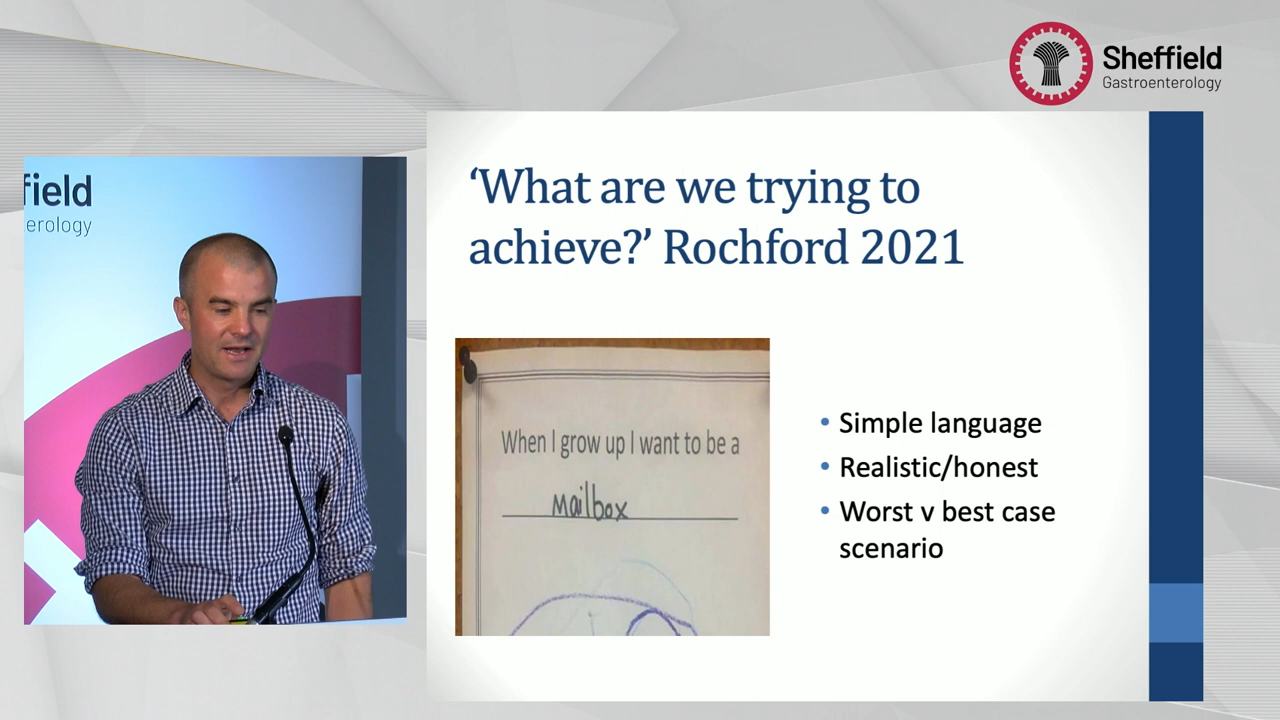 Sheffield
Gastroenterology
field
erology
‘What are we trying to
achieve?’ Rochford 2021
When I grow up I want to be a
mailbox
• Simple language
• Realistic/honest
• Worst v best case
scenario